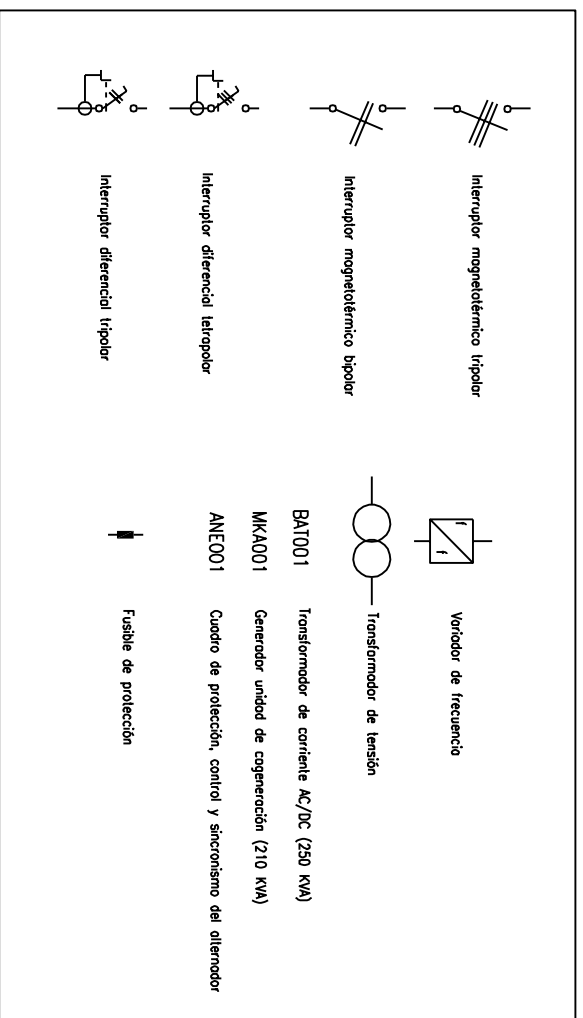 Interruptor magnetotérmico tripolar
Interruptor magnetotérmico bipolar
Interruptor diferencial tetrapolar
Interruptor diferencial tripolar
f
f
Variador de frecuencia
Transformador de tensión
BAT001 Transformador de corriente AC/DC (250 KVA)
MKA001 Generador unidad de cogeneración (210 KVA)
ANE001 Cuadro de protección, control y sincronismo del alternador
Fusible de protección